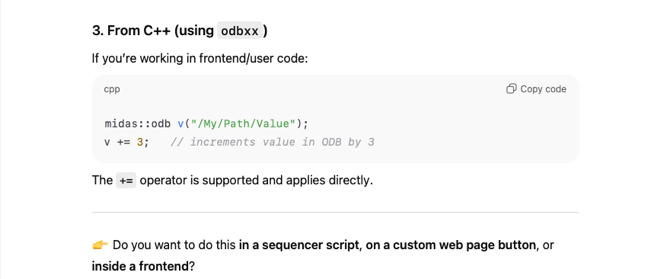 3. From C++ (using odbxx)
If you're working in frontend/user code:
cpp
Copy code
midas::odb v("/My/Path/Value");
v += 3;   // increments value in ODB by 3
The += operator is supported and applies directly.
👉 Do you want to do this in a sequencer script, on a custom web page button, or
inside a frontend?